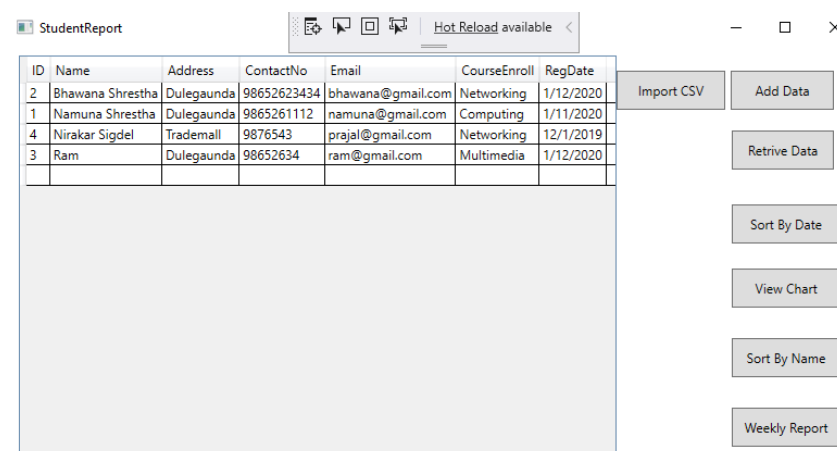 StudentReport Hot Reload available
ID Name Address ContactNo Email CourseEnroll RegDate
2 Bhawana Shrestha Dulegaunda 98652623434 bhawana@gmail.com Networking 1/12/2020
1 Namuna Shrestha Dulegaunda 9865261112 namuna@gmail.com Computing 1/11/2020
4 Nirakar Sigdel Trademall 9876543 prajal@gmail.com Networking 12/1/2019
3 Ram Dulegaunda 98652634 ram@gmail.com Multimedia 1/12/2020
Import CSV Add Data
Retrive Data
Sort By Date
View Chart
Sort By Name
Weekly Report